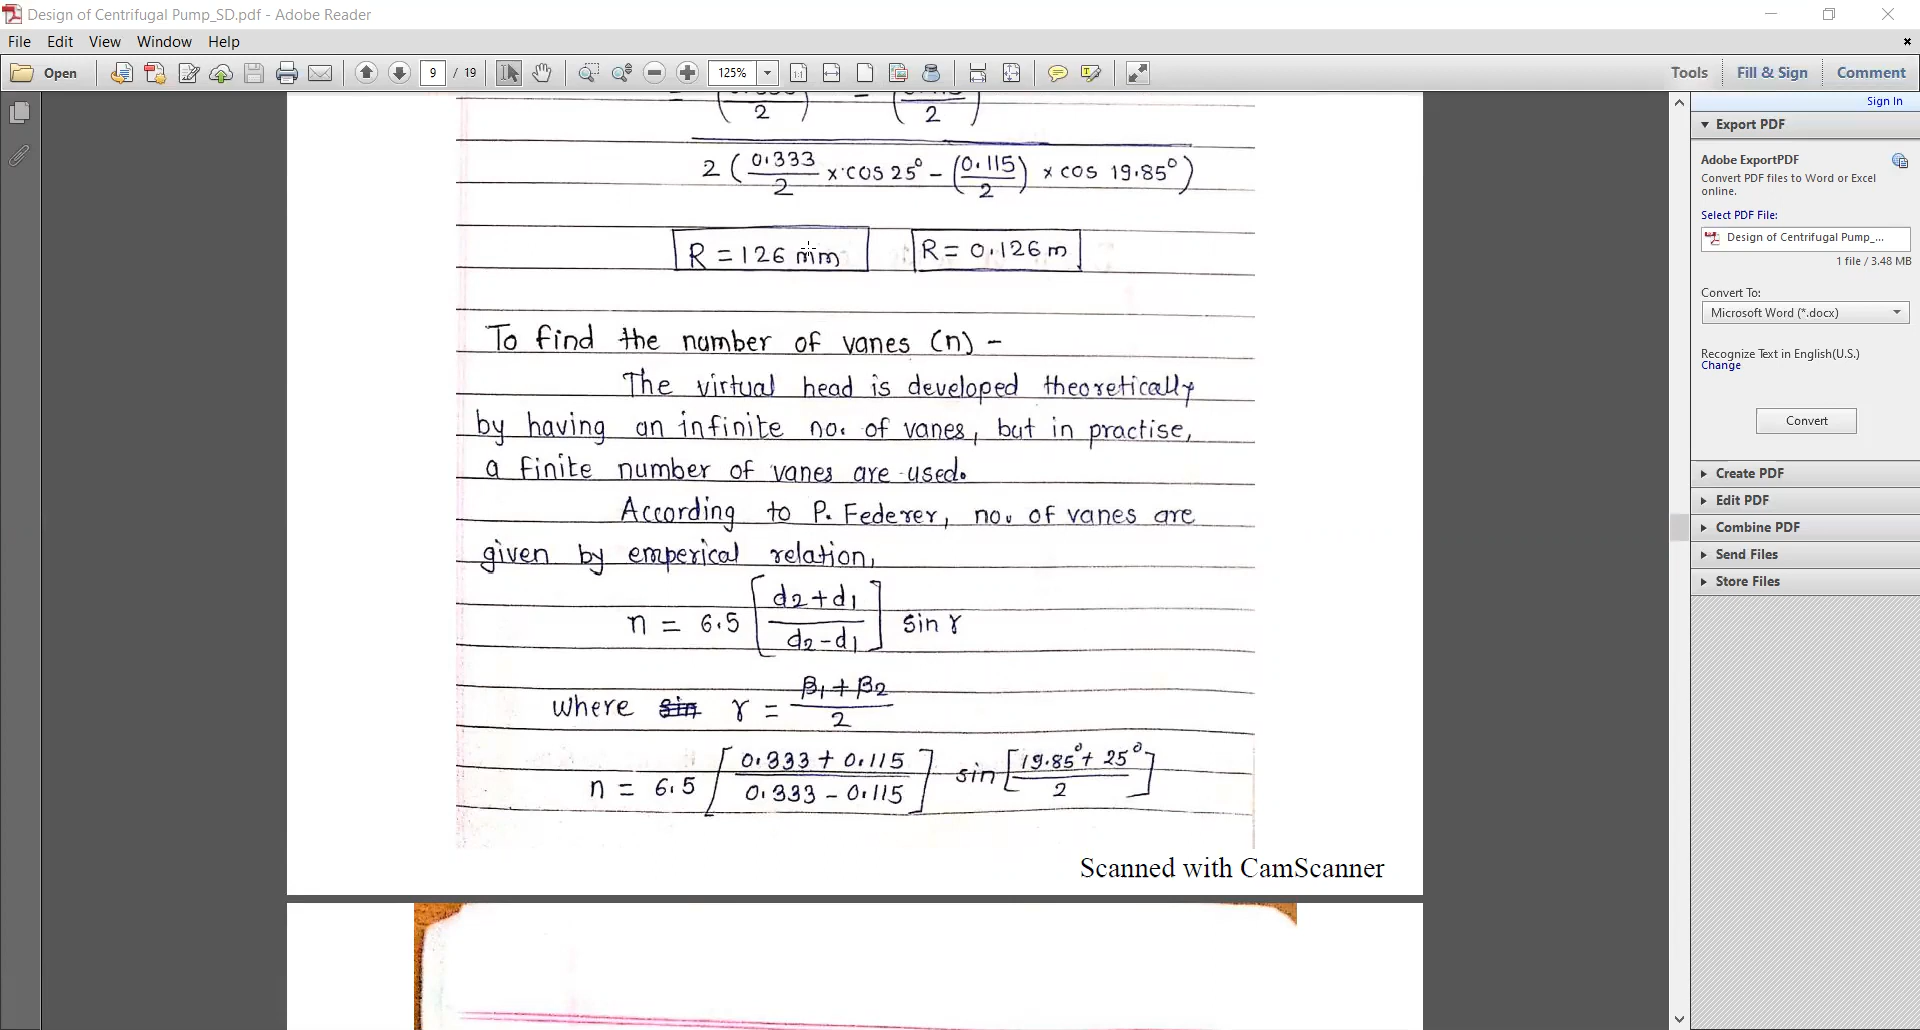 Design of Centrifugal Pump_SD.pdf - Adobe Reader
File Edit View Window Help
Open 9 / 19 125% Tools Fill & Sign Comment
Sign In
2 2
2 ( 0.333/2 × cos 25° − (0.115/2) × cos 19.85° )
R = 126 mm R = 0.126 m
To find the number of vanes (n) -
The virtual head is developed theoretically
by having an infinite no. of vanes, but in practise,
a finite number of vanes are used.
According to P. Federer, no. of vanes are
given by emperical relation,
n = 6.5 [ d2+d1 / d2−d1 ] sin γ
where sin γ = β1 + β2 / 2
n = 6.5 [ 0.333 + 0.115 / 0.333 − 0.115 ] sin [ 19.85° + 25° / 2 ]
Scanned with CamScanner
Export PDF
Adobe ExportPDF
Convert PDF files to Word or Excel
online.
Select PDF File:
Design of Centrifugal Pump_...
1 file / 3.48 MB
Convert To:
Microsoft Word (*.docx)
Recognize Text in English(U.S.)
Change
Convert
Create PDF
Edit PDF
Combine PDF
Send Files
Store Files